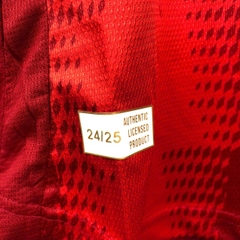 24/25
AUTHENTIC
LICENSED
PRODUCT